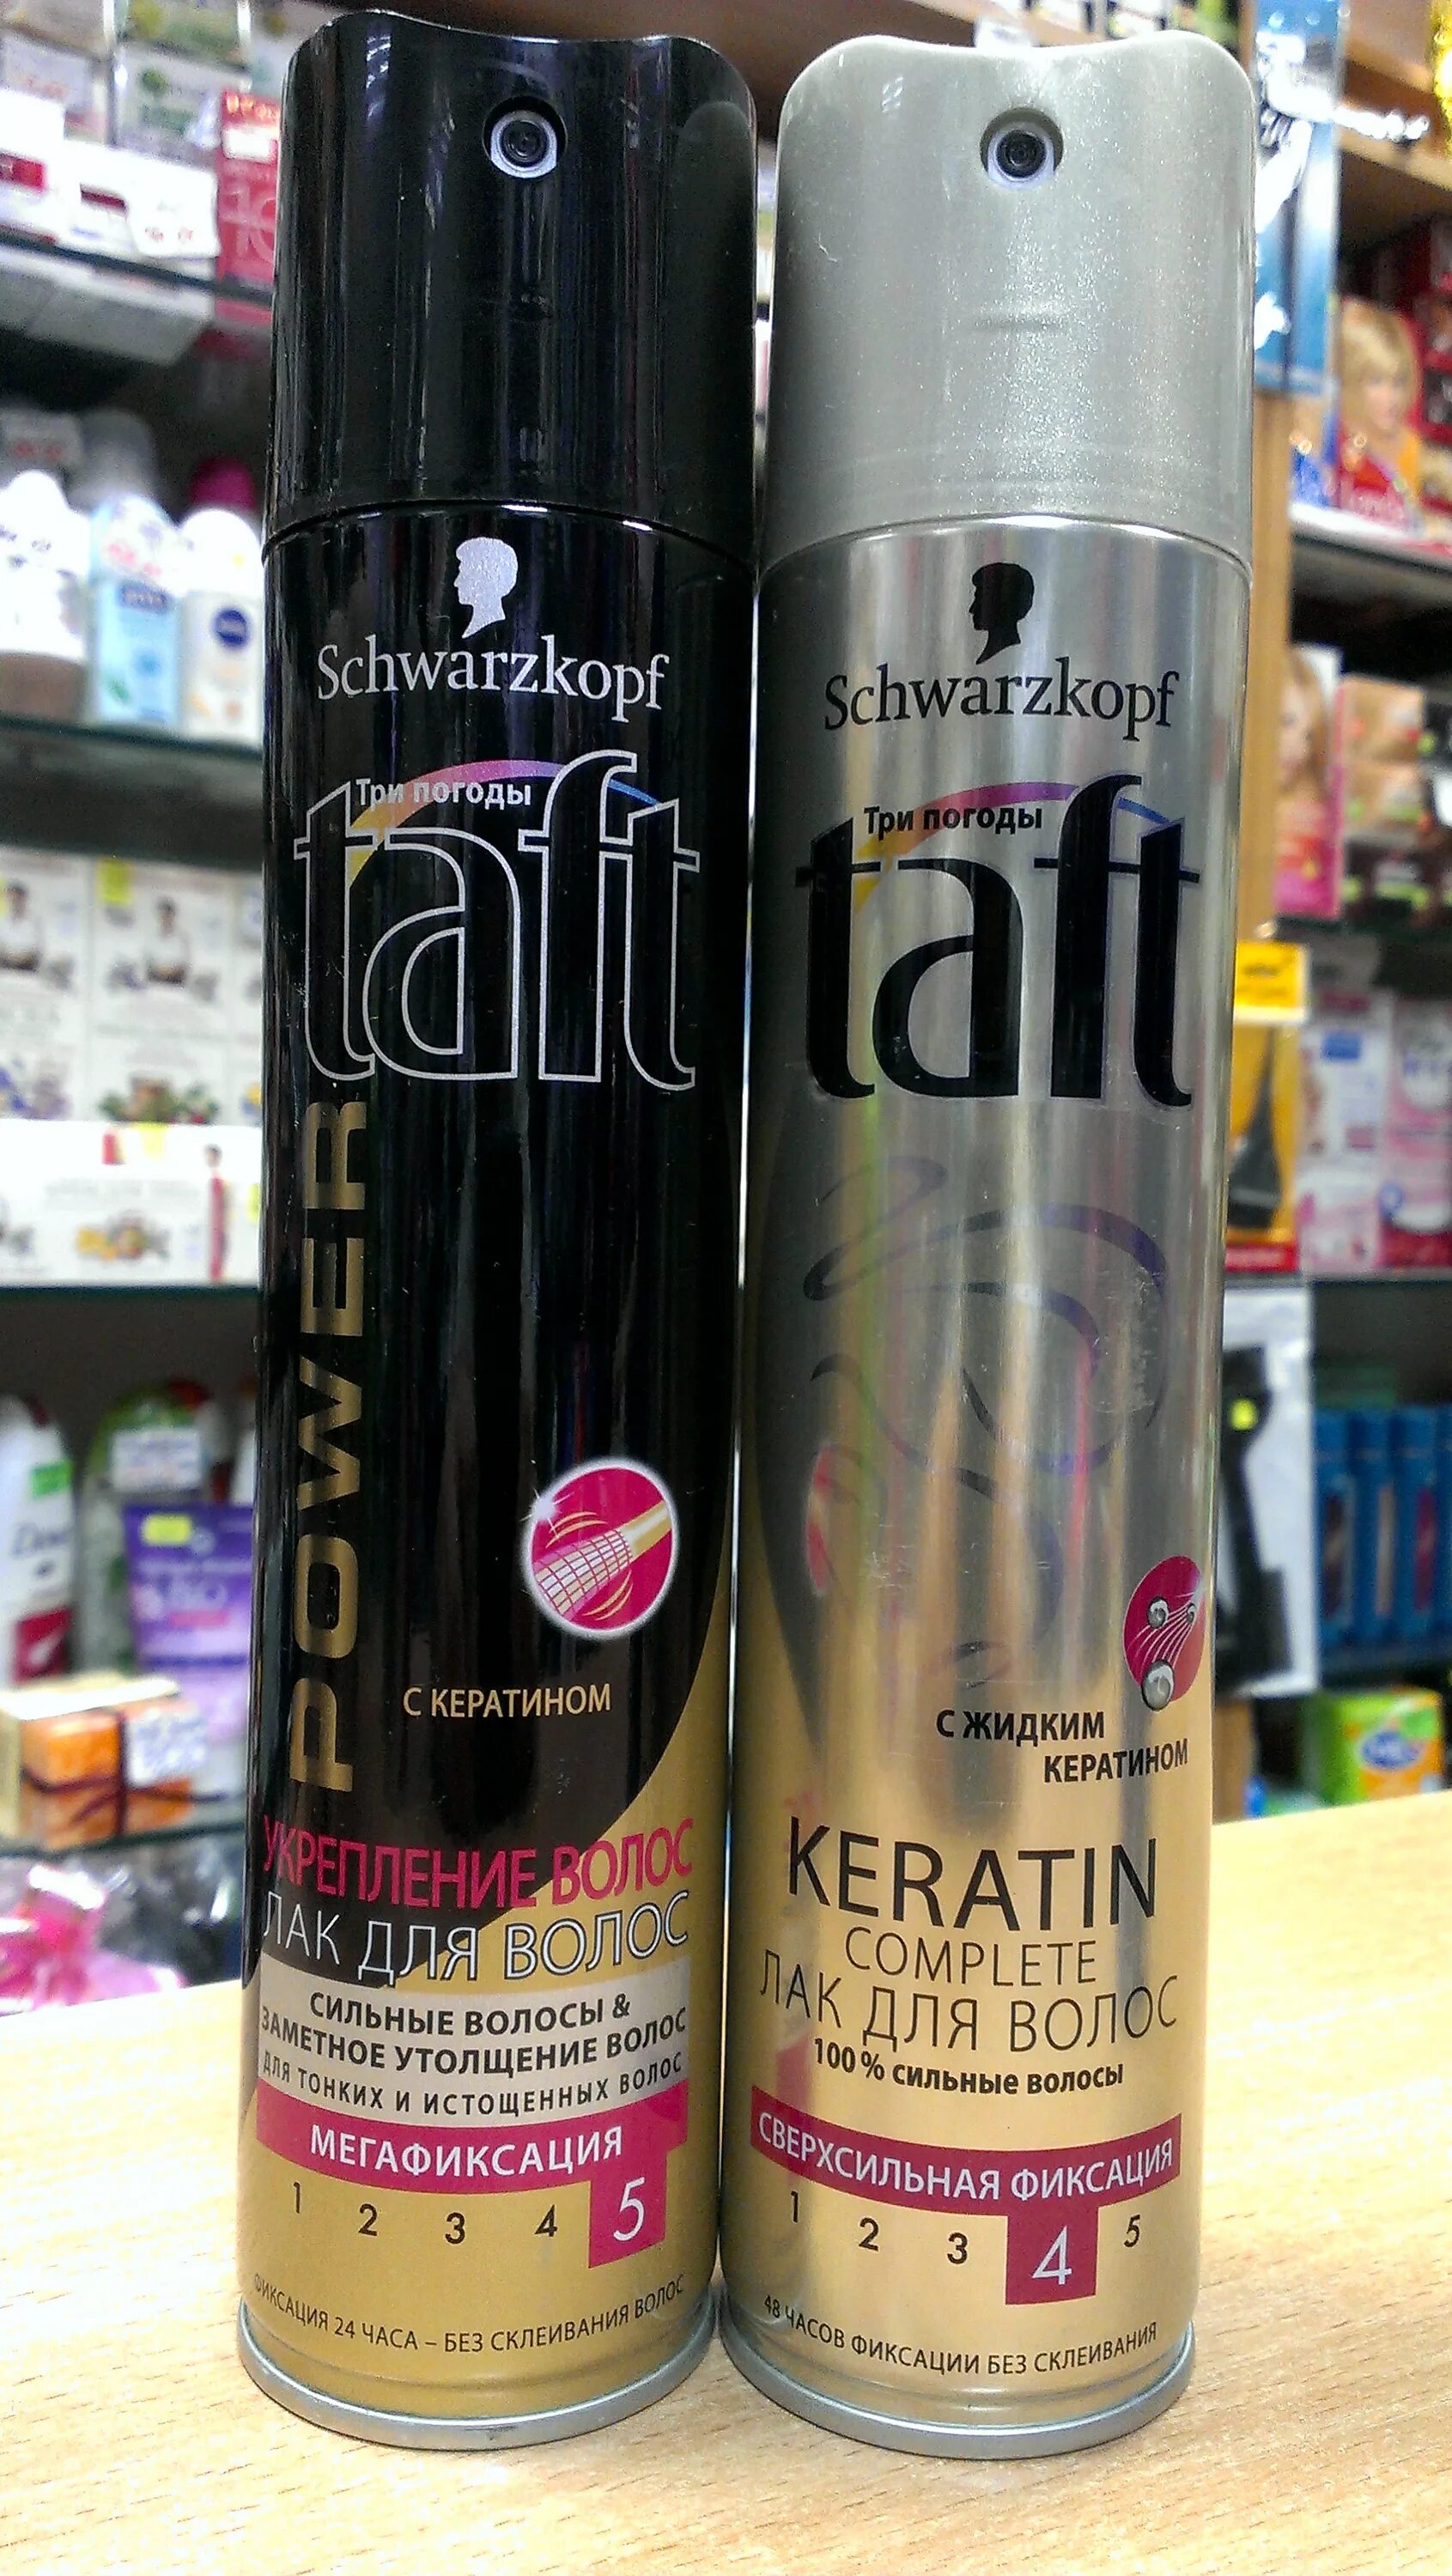 Schwarzkopf
Три погоды
taft
POWER
С КЕРАТИНОМ
УКРЕПЛЕНИЕ ВОЛОС
ЛАК ДЛЯ ВОЛОС
СИЛЬНЫЕ ВОЛОСЫ &
ЗАМЕТНОЕ УТОЛЩЕНИЕ ВОЛОС
ДЛЯ ТОНКИХ И ИСТОЩЕННЫХ ВОЛОС
МЕГАФИКСАЦИЯ
1 2 3 4 5
ФИКСАЦИЯ 24 ЧАСА – БЕЗ СКЛЕИВАНИЯ ВОЛОС
Schwarzkopf
Три погоды
taft
С ЖИДКИМ
КЕРАТИНОМ
KERATIN
COMPLETE
ЛАК ДЛЯ ВОЛОС
100 % сильные волосы
СВЕРХСИЛЬНАЯ ФИКСАЦИЯ
1 2 3 4 5
48 ЧАСОВ ФИКСАЦИИ БЕЗ СКЛЕИВАНИЯ